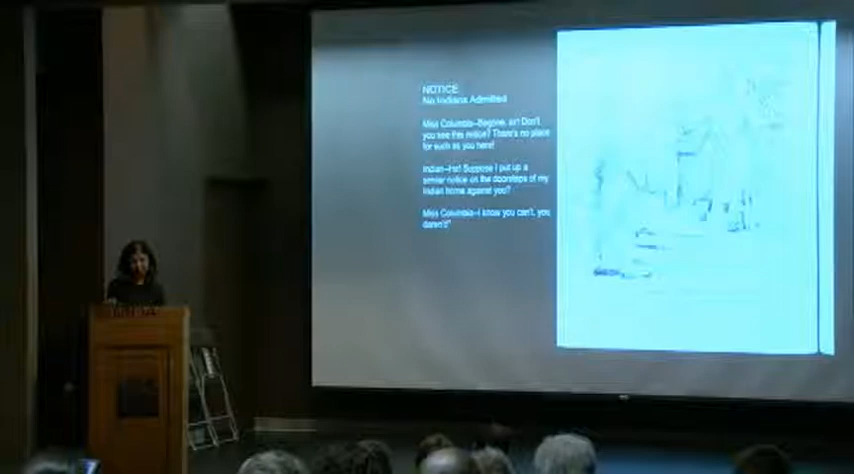 NOTICE
No Indians Admitted
Miss Columbia--Begone, sir! Don't
you see this notice? There's no place
for such as you here!
Indian--Ha! Suppose I put up a
similar notice on the doorsteps of my
Indian home against you?
Miss Columbia--I know you can't, you
daren't"